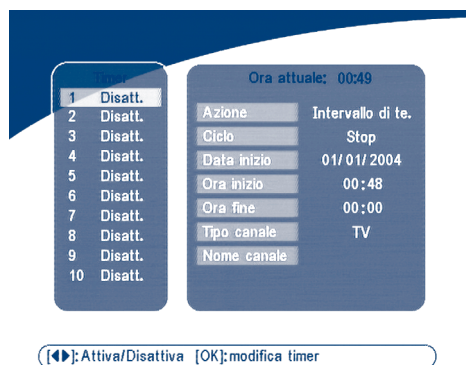 Timer
1 Disatt.
2 Disatt.
3 Disatt.
4 Disatt.
5 Disatt.
6 Disatt.
7 Disatt.
8 Disatt.
9 Disatt.
10 Disatt.
Ora attuale: 00:49
Azione Intervallo di te.
Ciclo Stop
Data inizio 01/01/2004
Ora inizio 00:48
Ora fine 00:00
Tipo canale TV
Nome canale
[◀▶]:Attiva/Disattiva [OK]:modifica timer